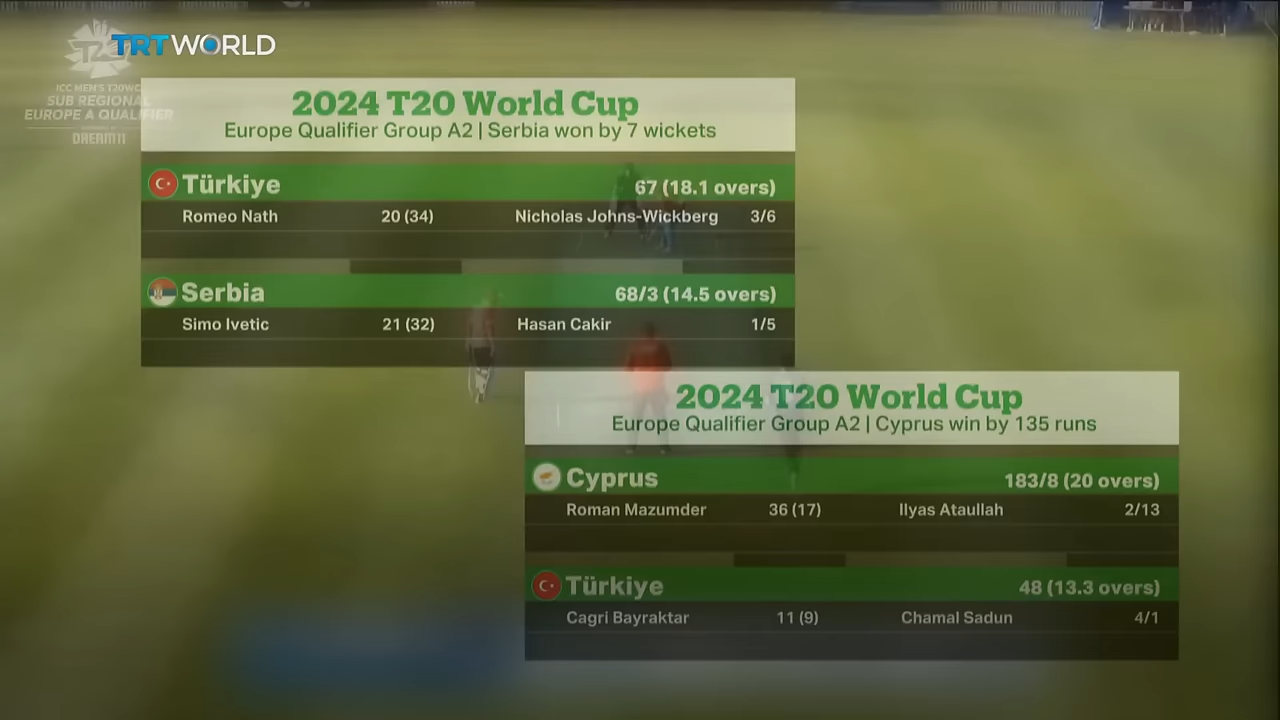 TRT WORLD
T20
ICC MEN'S T20WC
SUB REGIONAL
EUROPE A QUALIFIER
DREAM11
2024 T20 World Cup
Europe Qualifier Group A2 | Serbia won by 7 wickets
Türkiye 67 (18.1 overs)
Romeo Nath 20 (34) Nicholas Johns-Wickberg 3/6
Serbia 68/3 (14.5 overs)
Simo Ivetic 21 (32) Hasan Cakir 1/5
2024 T20 World Cup
Europe Qualifier Group A2 | Cyprus win by 135 runs
Cyprus 183/8 (20 overs)
Roman Mazumder 36 (17) Ilyas Ataullah 2/13
Türkiye 48 (13.3 overs)
Cagri Bayraktar 11 (9) Chamal Sadun 4/1